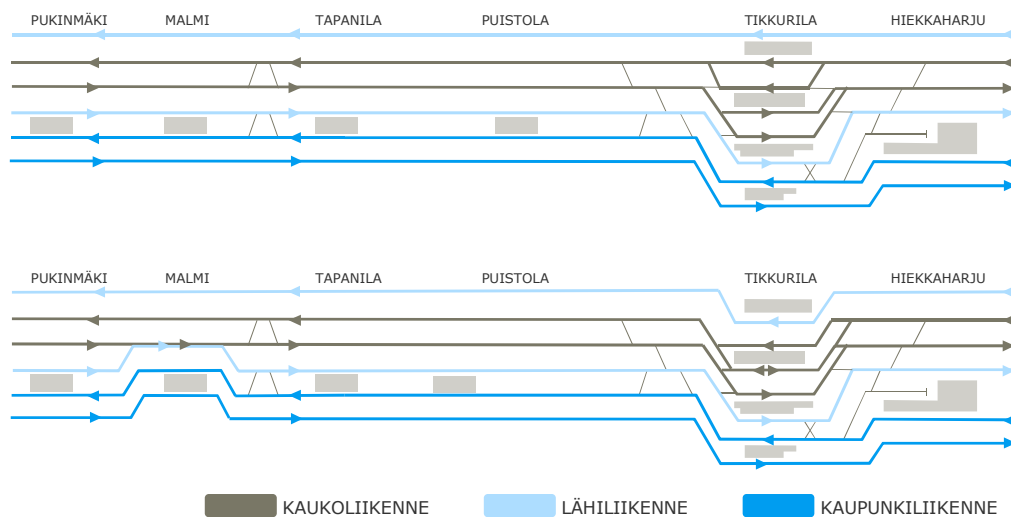 PUKINMÄKI MALMI TAPANILA PUISTOLA TIKKURILA HIEKKAHARJU
PUKINMÄKI MALMI TAPANILA PUISTOLA TIKKURILA HIEKKAHARJU
KAUKOLIIKENNE LÄHILIIKENNE KAUPUNKILIIKENNE